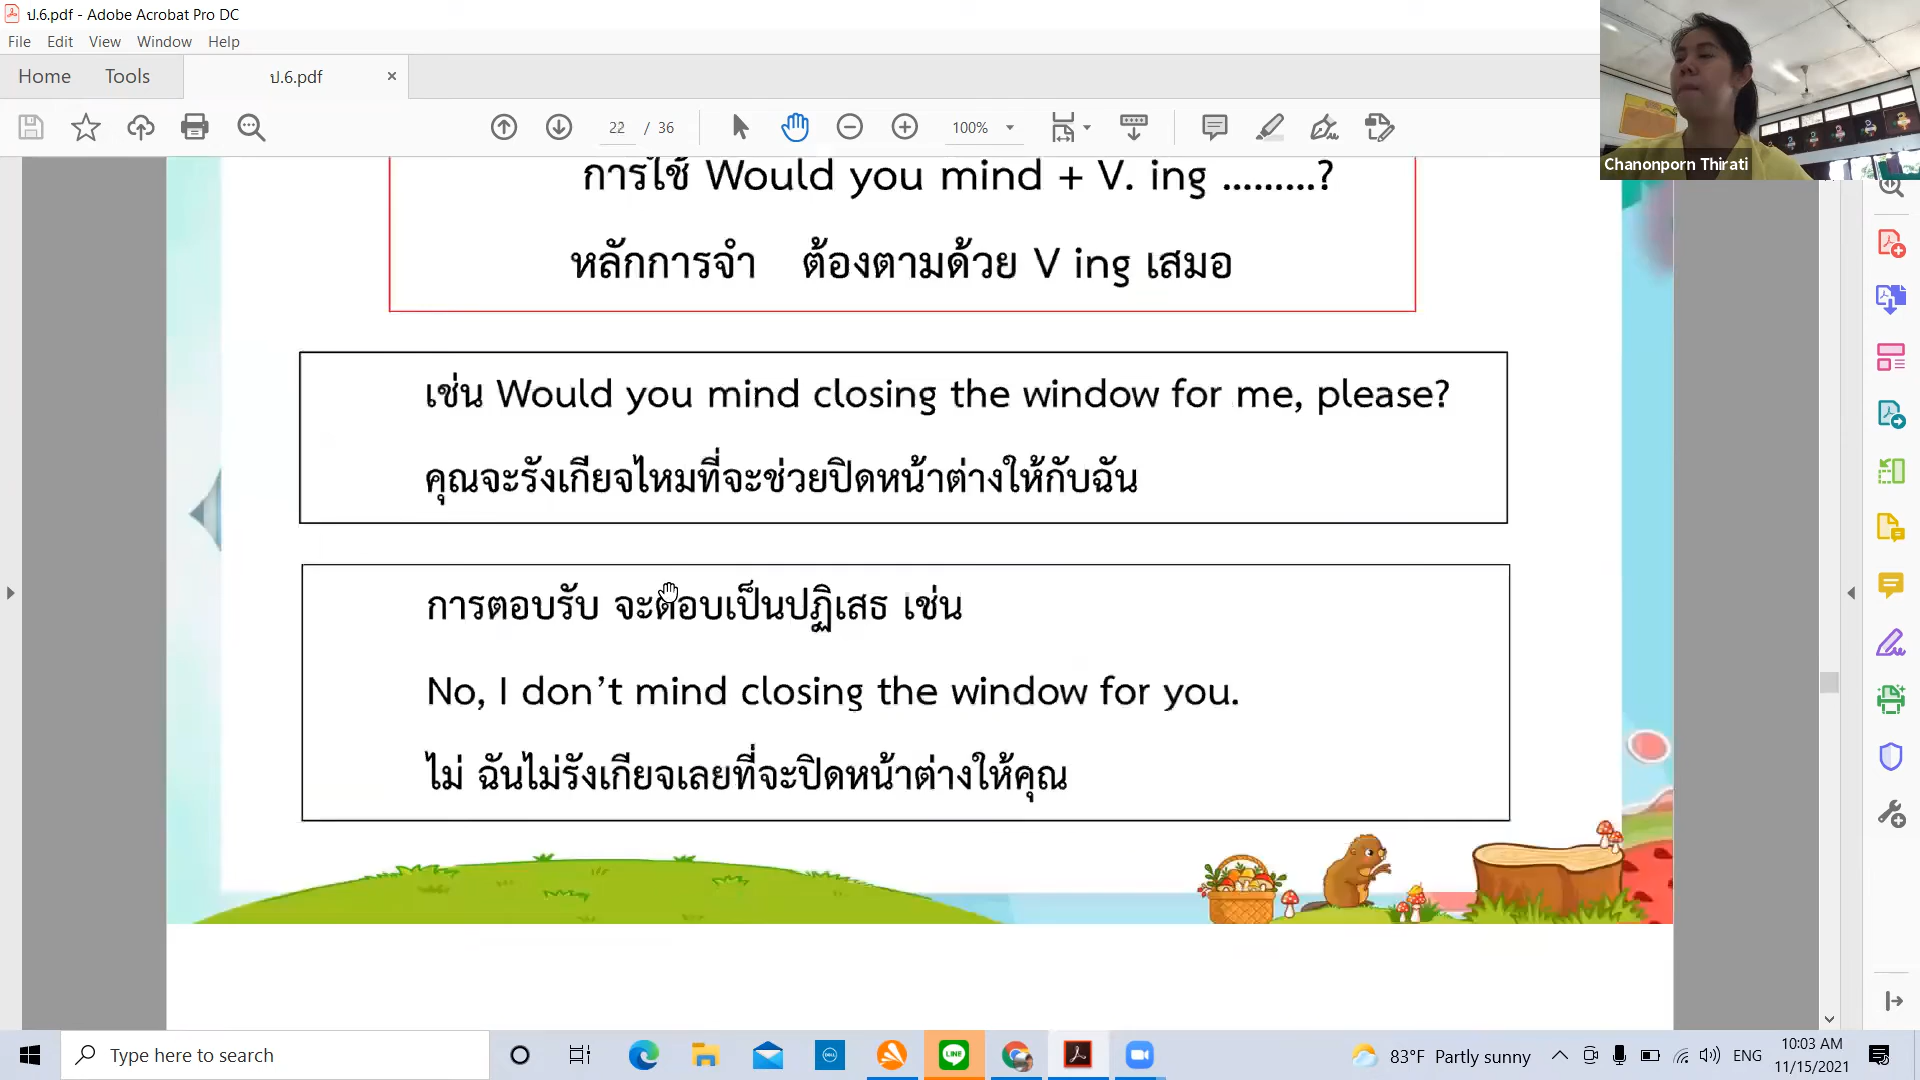 ป.6.pdf - Adobe Acrobat Pro DC
File Edit View Window Help
Home Tools ป.6.pdf ×
22 / 36 100%
Chanonporn Thirati
การใช้ Would you mind + V. ing .........?
หลักการจำ ต้องตามด้วย V ing เสมอ
เช่น Would you mind closing the window for me, please?
คุณจะรังเกียจไหมที่จะช่วยปิดหน้าต่างให้กับฉัน
การตอบรับ จะตอบเป็นปฏิเสธ เช่น
No, I don’t mind closing the window for you.
ไม่ ฉันไม่รังเกียจเลยที่จะปิดหน้าต่างให้คุณ
Type here to search
DELL
LINE
83°F Partly sunny
ENG
10:03 AM
11/15/2021